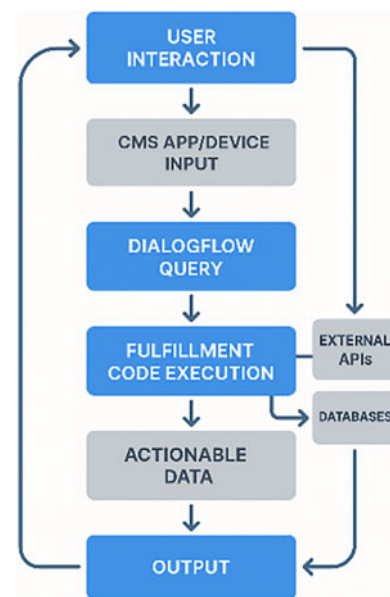 USER
INTERACTION
CMS APP/DEVICE
INPUT
DIALOGFLOW
QUERY
FULFILLMENT
CODE EXECUTION
EXTERNAL
APIs
DATABASES
ACTIONABLE
DATA
OUTPUT